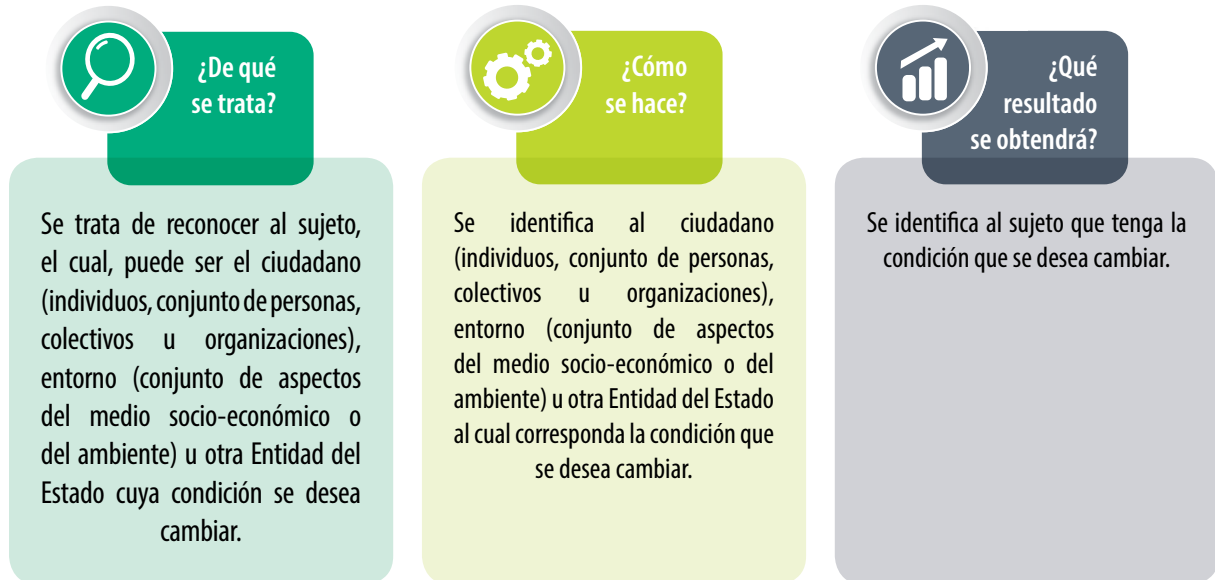 ¿De qué
se trata?
Se trata de reconocer al sujeto,
el cual, puede ser el ciudadano
(individuos, conjunto de personas,
colectivos u organizaciones),
entorno (conjunto de aspectos
del medio socio-económico o
del ambiente) u otra Entidad del
Estado cuya condición se desea
cambiar.
¿Cómo
se hace?
Se identifica al ciudadano
(individuos, conjunto de personas,
colectivos u organizaciones),
entorno (conjunto de aspectos
del medio socio-económico o del
ambiente) u otra Entidad del Estado
al cual corresponda la condición que
se desea cambiar.
¿Qué
resultado
se obtendrá?
Se identifica al sujeto que tenga la
condición que se desea cambiar.